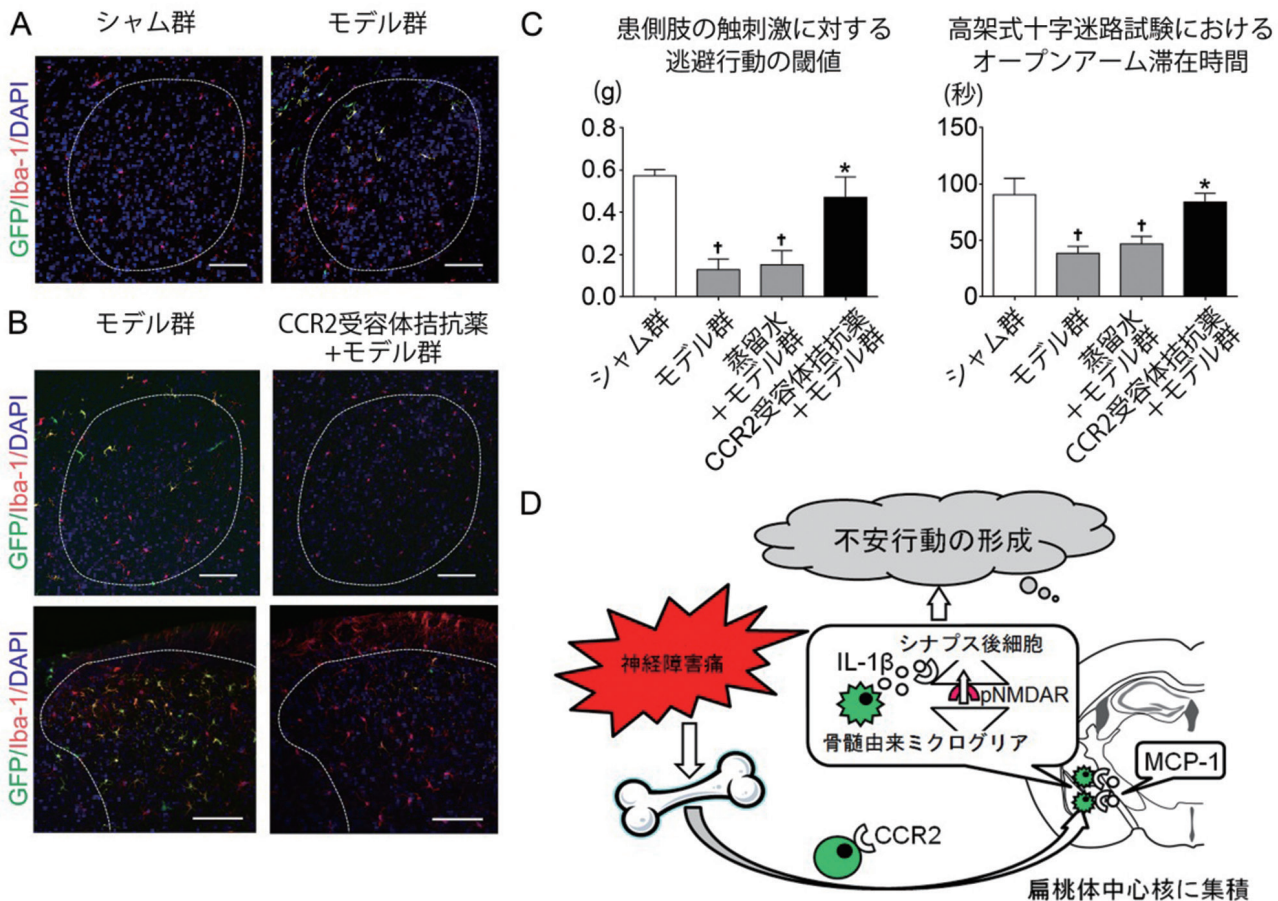 A
シャム群
モデル群
GFP/Iba-1/DAPI
B
モデル群
CCR2受容体拮抗薬
+モデル群
GFP/Iba-1/DAPI
GFP/Iba-1/DAPI
C
患側肢の触刺激に対する
逃避行動の閾値
(g)
0.8
0.6
0.4
0.2
0.0
†
†
*
シャム群
モデル群
蒸留水
+モデル群
CCR2受容体拮抗薬
+モデル群
高架式十字迷路試験における
オープンアーム滞在時間
(秒)
150
100
50
0
†
†
*
シャム群
モデル群
蒸留水
+モデル群
CCR2受容体拮抗薬
+モデル群
D
不安行動の形成
神経障害痛
シナプス後細胞
IL-1β
pNMDAR
骨髄由来ミクログリア
MCP-1
CCR2
扁桃体中心核に集積